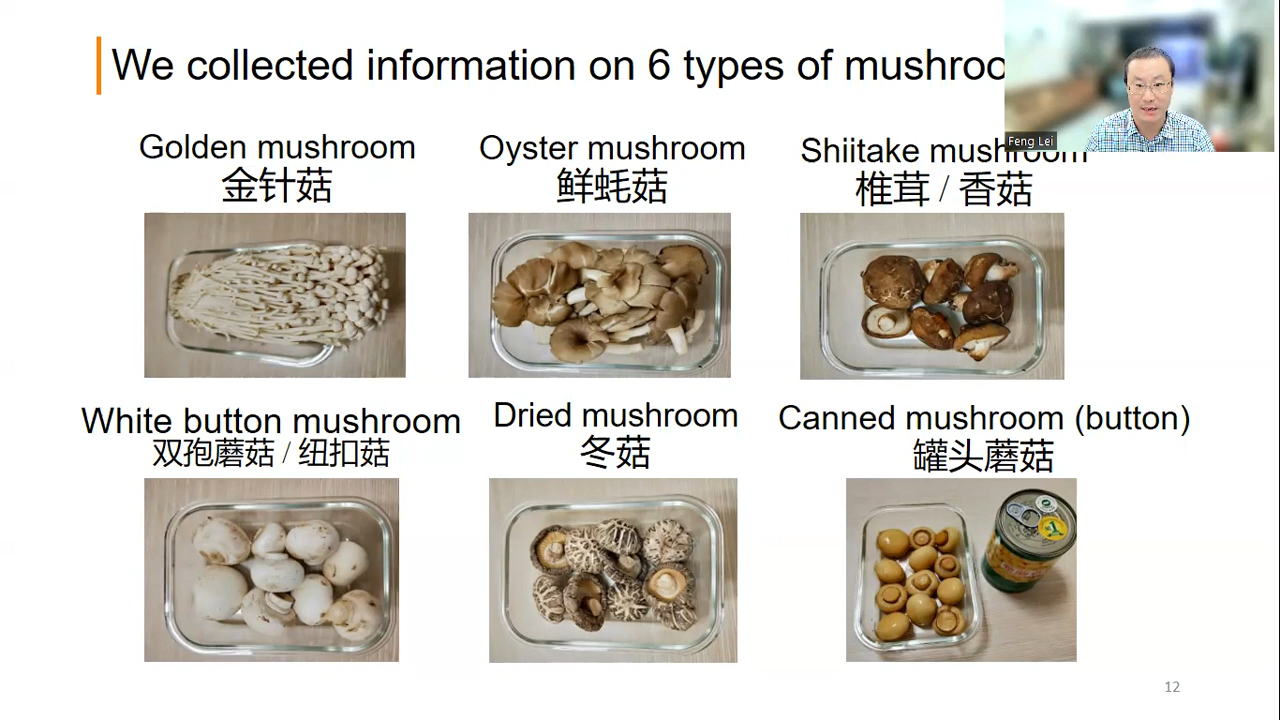 We collected information on 6 types of mushroo
Feng Lei
Golden mushroom
金针菇
Oyster mushroom
鲜蚝菇
Shiitake mushroom
椎茸 / 香菇
White button mushroom
双孢蘑菇 / 纽扣菇
Dried mushroom
冬菇
Canned mushroom (button)
罐头蘑菇
12